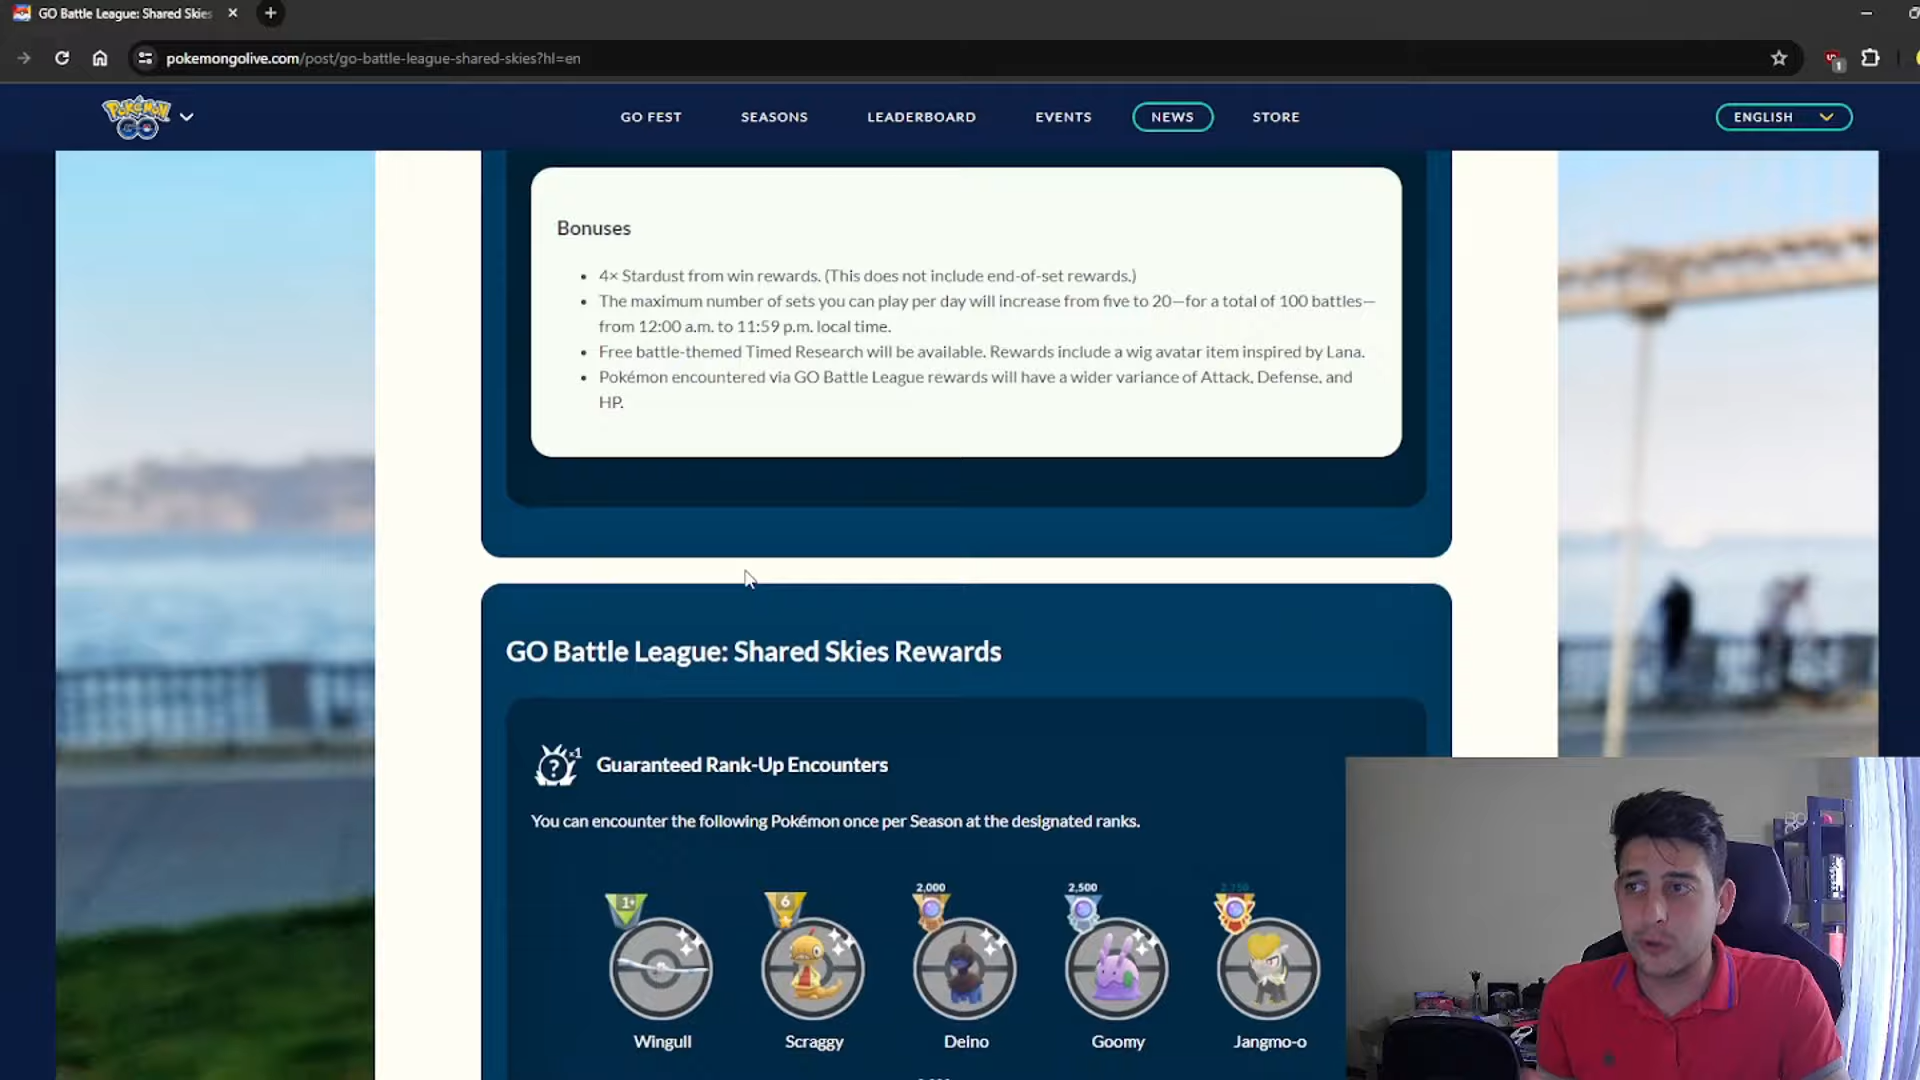 GO Battle League: Shared Skies
pokemongolive.com/post/go-battle-league-shared-skies?hl=en
1
POKÉMON GO
GO FEST
SEASONS
LEADERBOARD
EVENTS
NEWS
STORE
ENGLISH
Bonuses
• 4× Stardust from win rewards. (This does not include end-of-set rewards.)
• The maximum number of sets you can play per day will increase from five to 20—for a total of 100 battles—
from 12:00 a.m. to 11:59 p.m. local time.
• Free battle-themed Timed Research will be available. Rewards include a wig avatar item inspired by Lana.
• Pokémon encountered via GO Battle League rewards will have a wider variance of Attack, Defense, and
HP.
GO Battle League: Shared Skies Rewards
?×1
Guaranteed Rank-Up Encounters
You can encounter the following Pokémon once per Season at the designated ranks.
1+
6
2,000
2,500
2,750
Wingull
Scraggy
Deino
Goomy
Jangmo-o